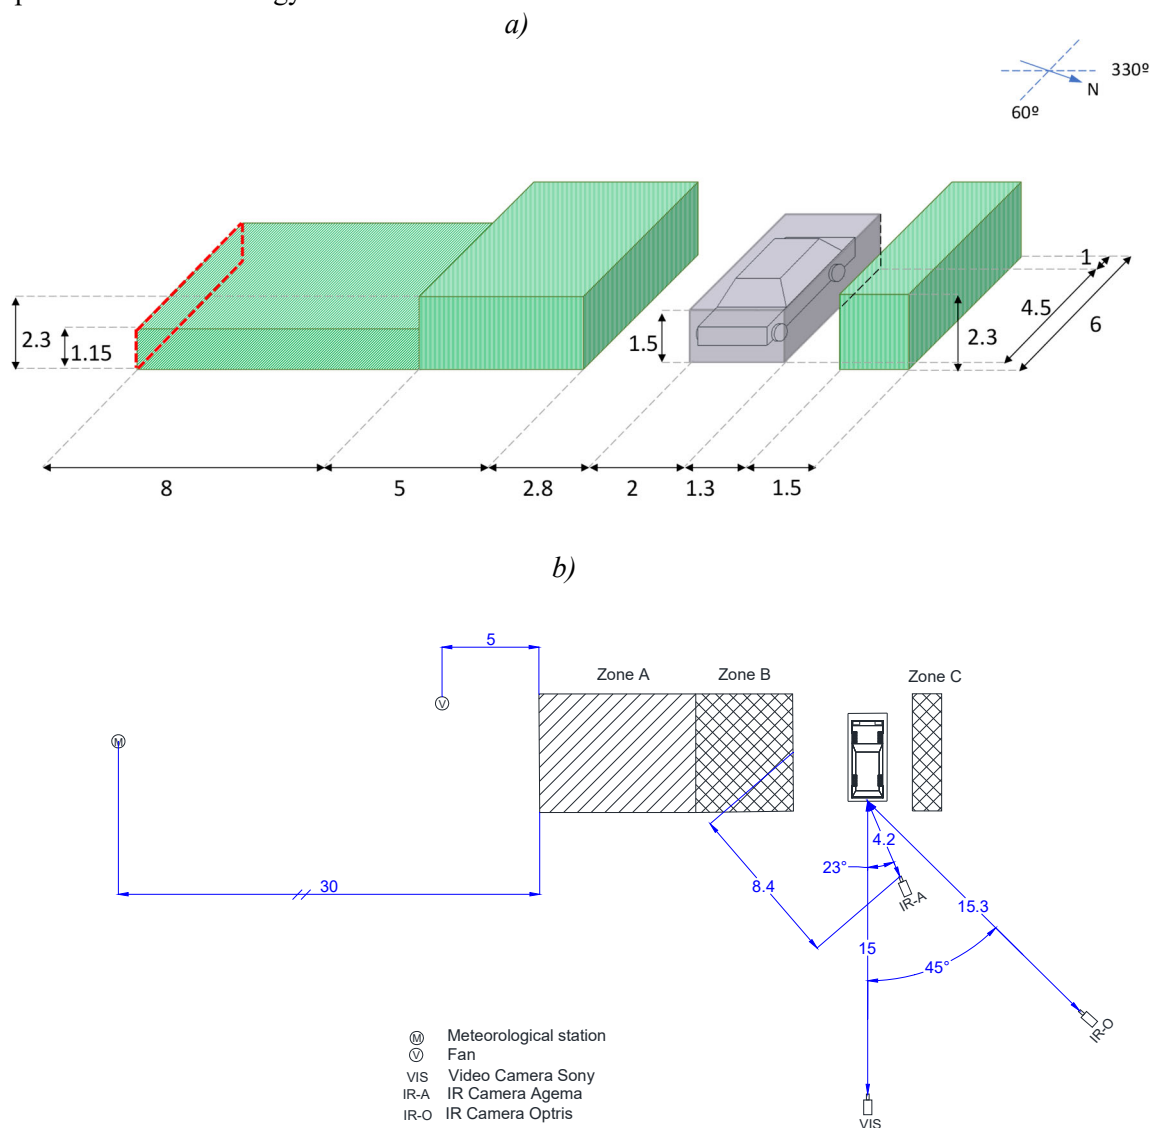 a)
330º
N
60º
1
4.5
6
2.3
1.15
1.5
2.3
8
5
2.8
2
1.3
1.5
b)
5
Zone A
Zone B
Zone C
V
M
4.2
23°
8.4
IR-A
30
15.3
15
45°
IR-O
M Meteorological station
V Fan
VIS Video Camera Sony
IR-A IR Camera Agema
IR-O IR Camera Optris
VIS